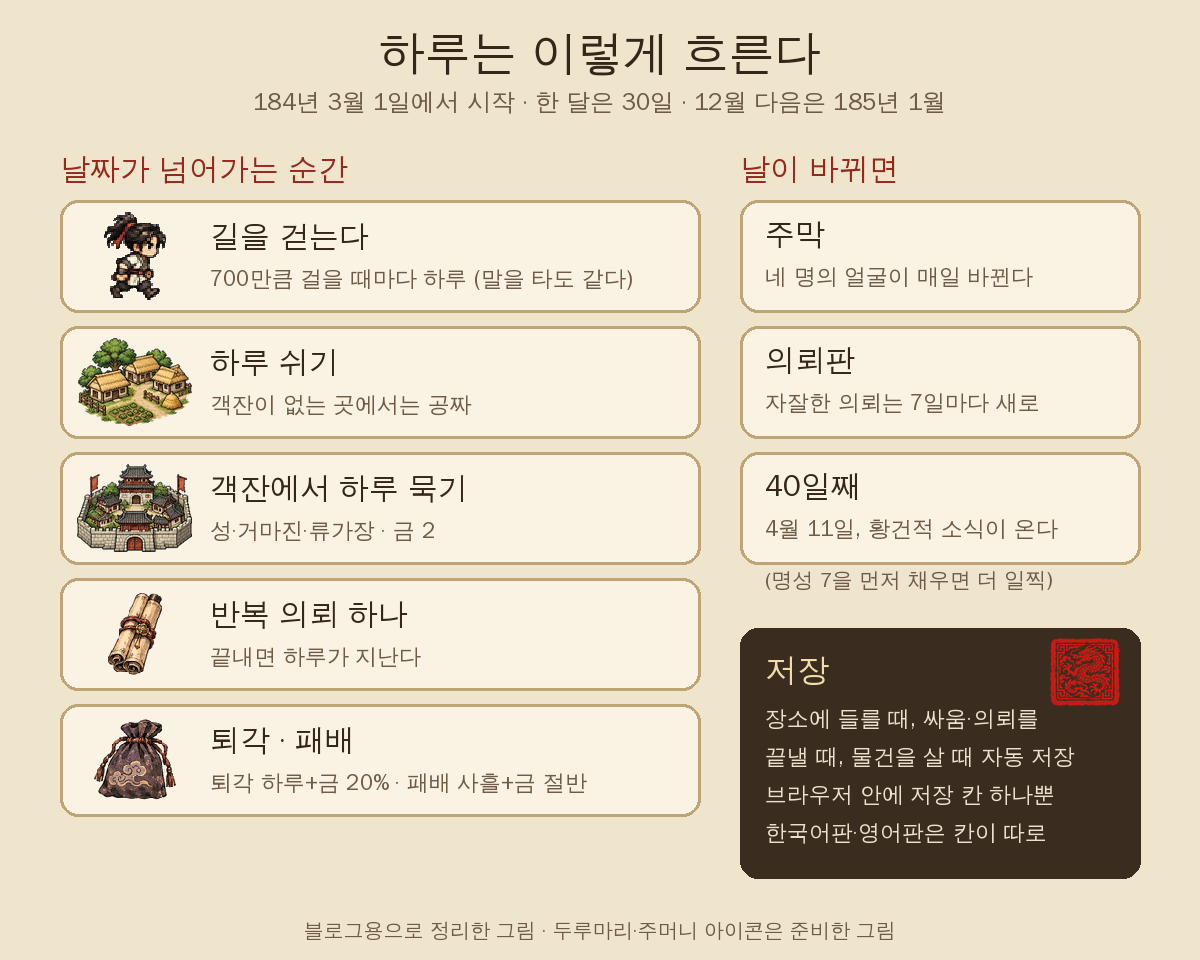 하루는 이렇게 흐른다
184년 3월 1일에서 시작 · 한 달은 30일 · 12월 다음은 185년 1월
날짜가 넘어가는 순간
길을 걷는다
700만큼 걸을 때마다 하루 (말을 타도 같다)
하루 쉬기
객잔이 없는 곳에서는 공짜
객잔에서 하루 묵기
성·거마진·류가장 · 금 2
반복 의뢰 하나
끝내면 하루가 지난다
퇴각 · 패배
퇴각 하루+금 20% · 패배 사흘+금 절반
날이 바뀌면
주막
네 명의 얼굴이 매일 바뀐다
의뢰판
자잘한 의뢰는 7일마다 새로
40일째
4월 11일, 황건적 소식이 온다
(명성 7을 먼저 채우면 더 일찍)
저장
장소에 들를 때, 싸움·의뢰를
끝낼 때, 물건을 살 때 자동 저장
브라우저 안에 저장 칸 하나뿐
한국어판·영어판은 칸이 따로
블로그용으로 정리한 그림 · 두루마리·주머니 아이콘은 준비한 그림